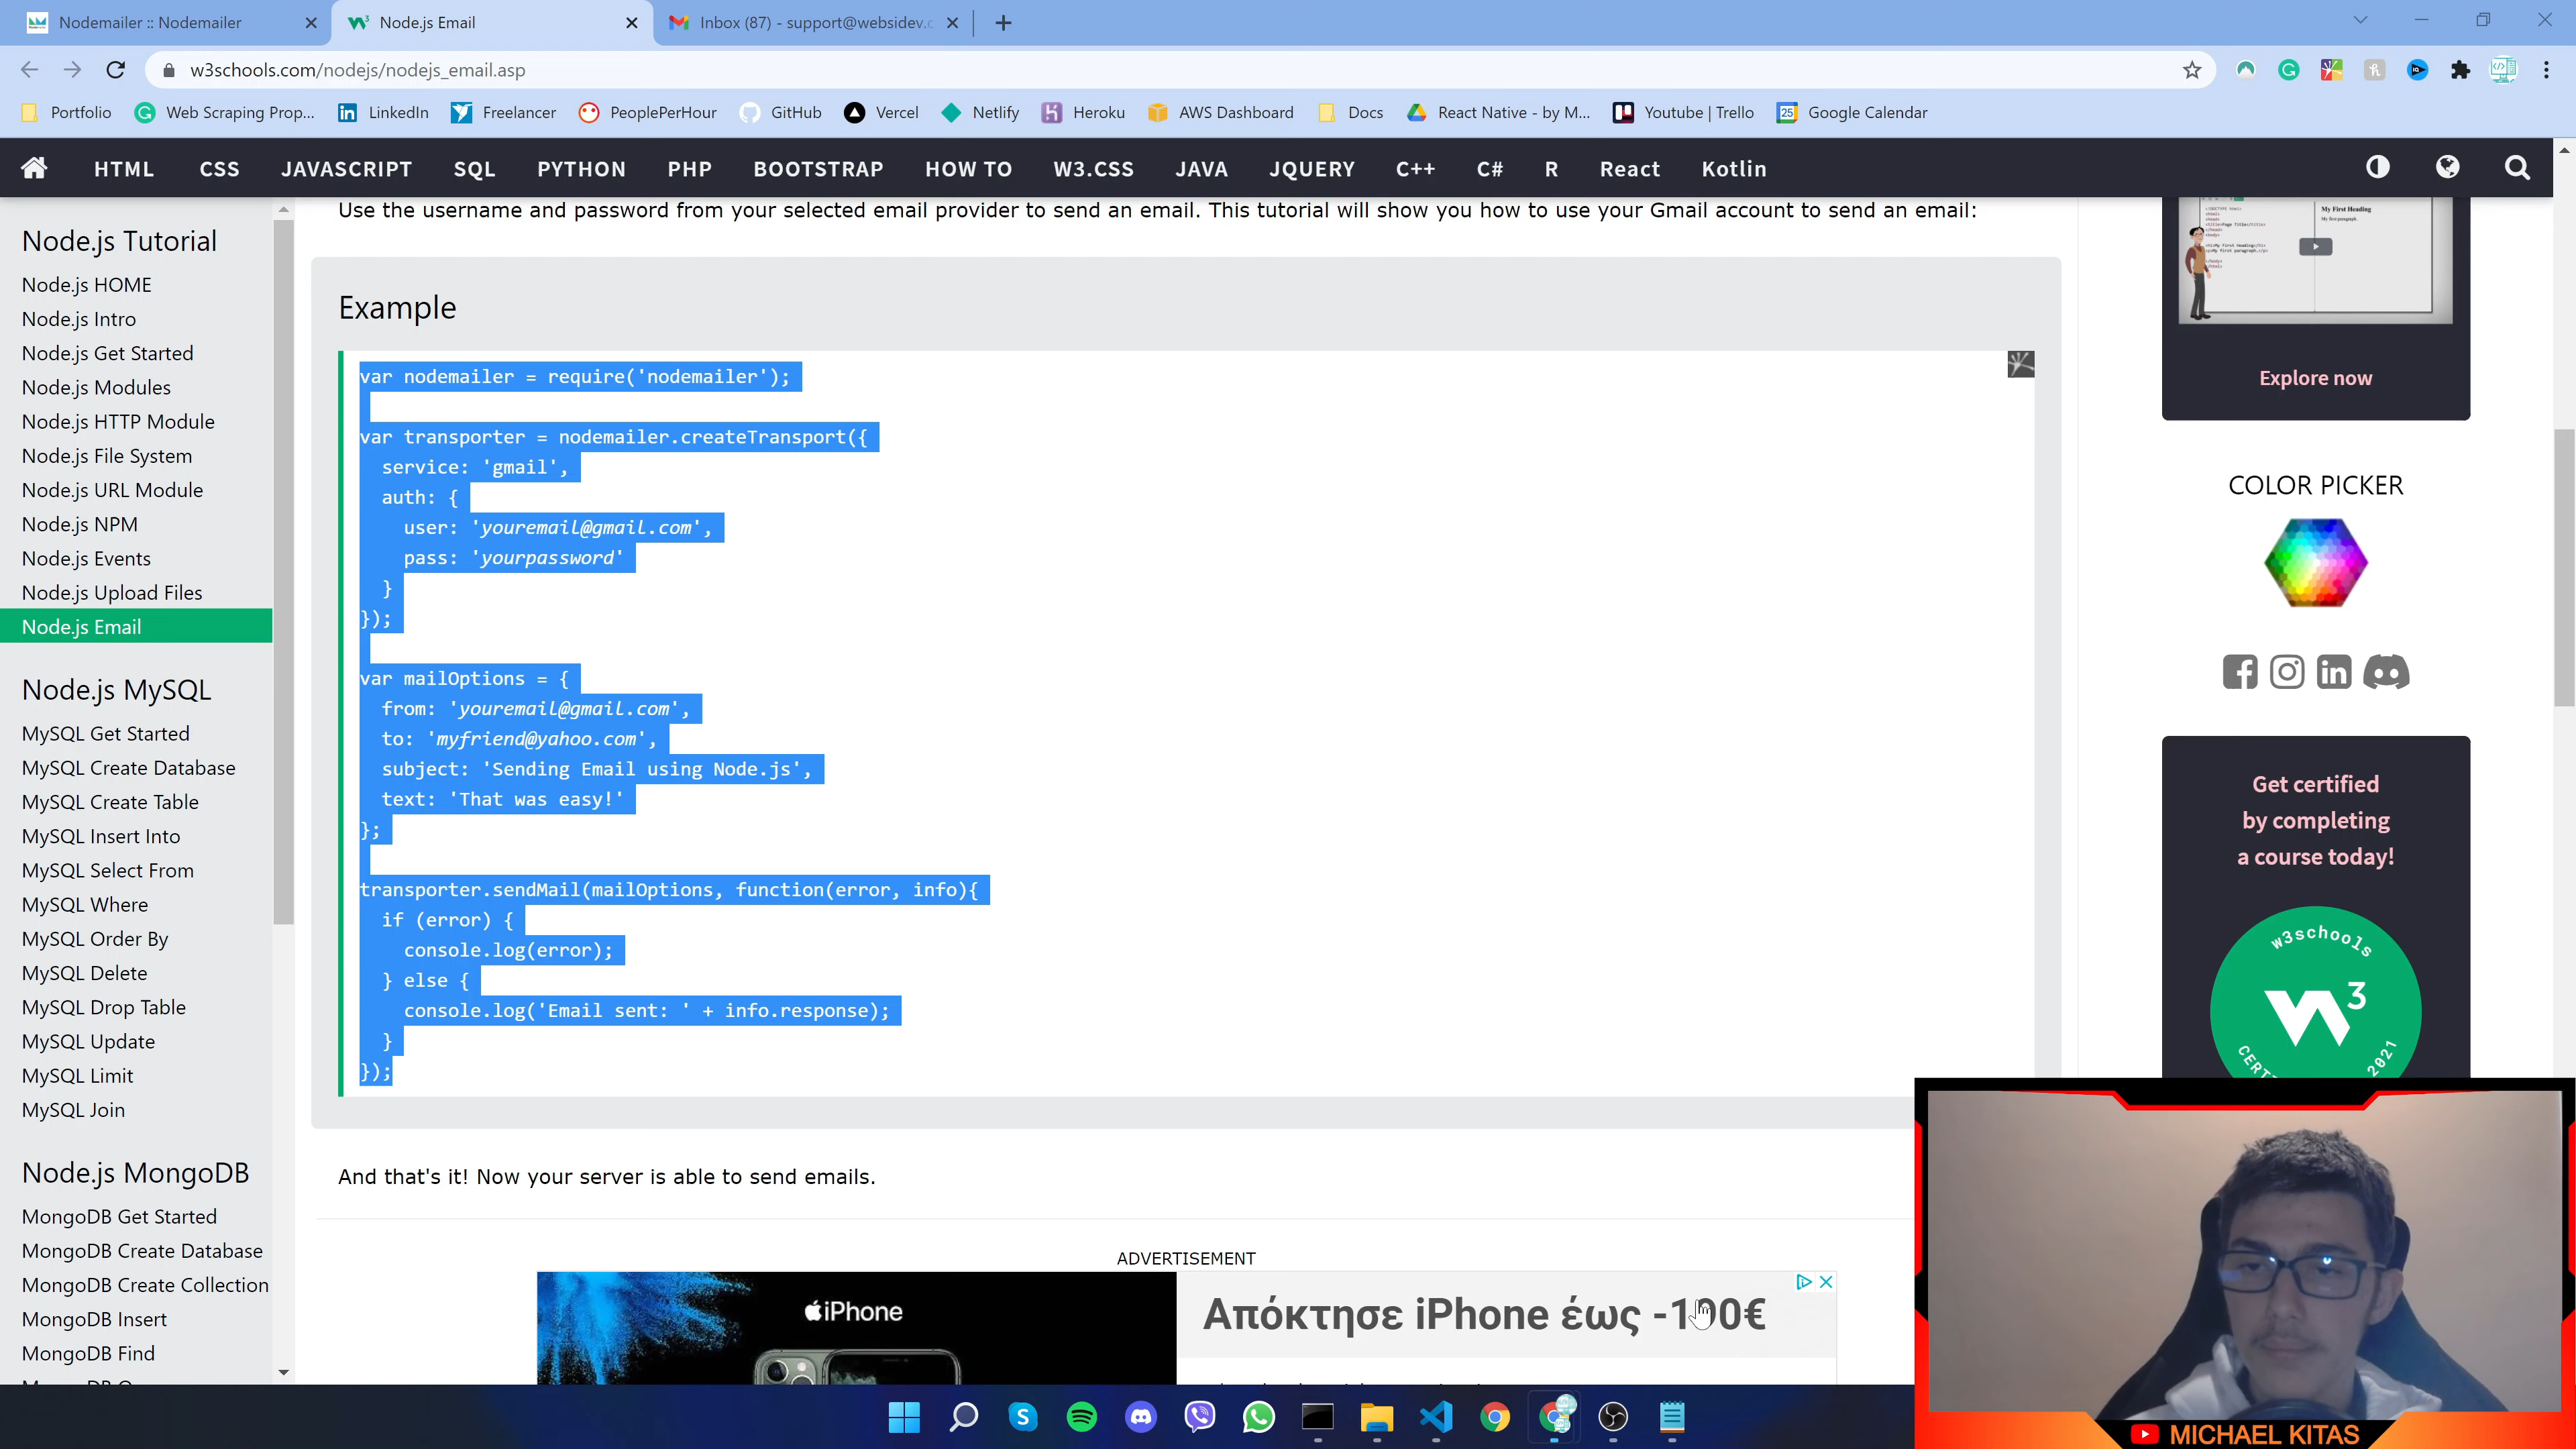 Nodemailer :: Nodemailer
Node.js Email
Inbox (87) - support@websidev.c
w3schools.com/nodejs/nodejs_email.asp
Portfolio
Web Scraping Prop...
LinkedIn
Freelancer
PeoplePerHour
GitHub
Vercel
Netlify
Heroku
AWS Dashboard
Docs
React Native - by M...
Youtube | Trello
Google Calendar
HTML
CSS
JAVASCRIPT
SQL
PYTHON
PHP
BOOTSTRAP
HOW TO
W3.CSS
JAVA
JQUERY
C++
C#
R
React
Kotlin
Node.js Tutorial
Node.js HOME
Node.js Intro
Node.js Get Started
Node.js Modules
Node.js HTTP Module
Node.js File System
Node.js URL Module
Node.js NPM
Node.js Events
Node.js Upload Files
Node.js Email
Node.js MySQL
MySQL Get Started
MySQL Create Database
MySQL Create Table
MySQL Insert Into
MySQL Select From
MySQL Where
MySQL Order By
MySQL Delete
MySQL Drop Table
MySQL Update
MySQL Limit
MySQL Join
Node.js MongoDB
MongoDB Get Started
MongoDB Create Database
MongoDB Create Collection
MongoDB Insert
MongoDB Find
Use the username and password from your selected email provider to send an email. This tutorial will show you how to use your Gmail account to send an email:
Example
var nodemailer = require('nodemailer');
var transporter = nodemailer.createTransport({
service: 'gmail',
auth: {
user: 'youremail@gmail.com',
pass: 'yourpassword'
}
});
var mailOptions = {
from: 'youremail@gmail.com',
to: 'myfriend@yahoo.com',
subject: 'Sending Email using Node.js',
text: 'That was easy!'
};
transporter.sendMail(mailOptions, function(error, info){
if (error) {
console.log(error);
} else {
console.log('Email sent: ' + info.response);
}
});
And that's it! Now your server is able to send emails.
ADVERTISEMENT
iPhone
Απόκτησε iPhone έως -100€
My First Heading
My first paragraph.
Explore now
COLOR PICKER
Get certified
by completing
a course today!
w3schools
3
2021
MICHAEL KITAS